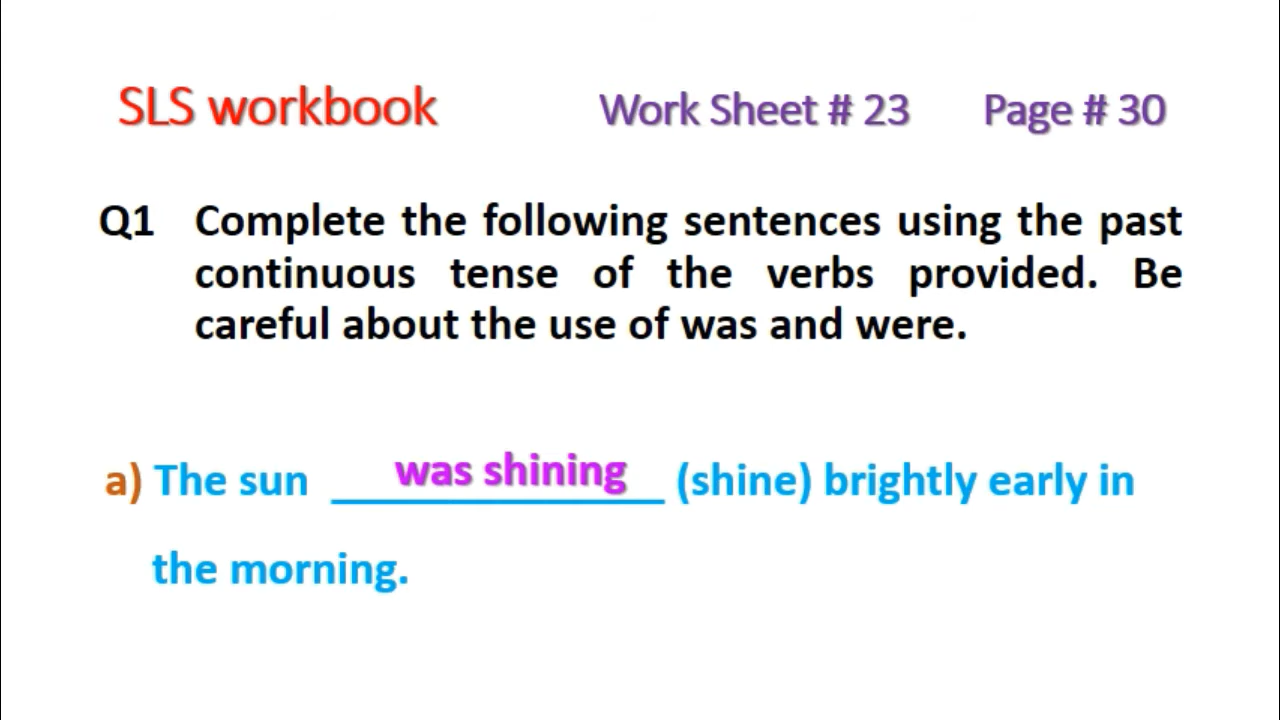 SLS workbook Work Sheet # 23 Page # 30
Q1 Complete the following sentences using the past
continuous tense of the verbs provided. Be
careful about the use of was and were.
a) The sun was shining (shine) brightly early in
the morning.